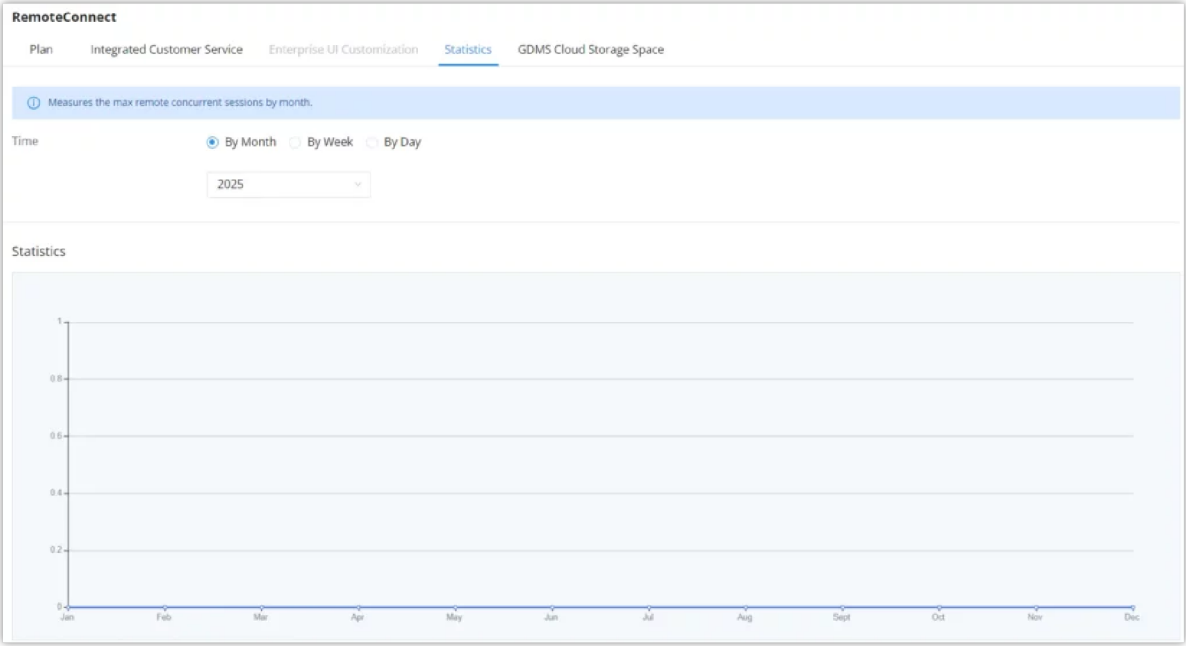 RemoteConnect
Plan Integrated Customer Service Enterprise UI Customization Statistics GDMS Cloud Storage Space
Measures the max remote concurrent sessions by month.
Time By Month By Week By Day
2025
Statistics
1
0.8
0.6
0.4
0.2
0
Jan Feb Mar Apr May Jun Jul Aug Sept Oct Nov Dec